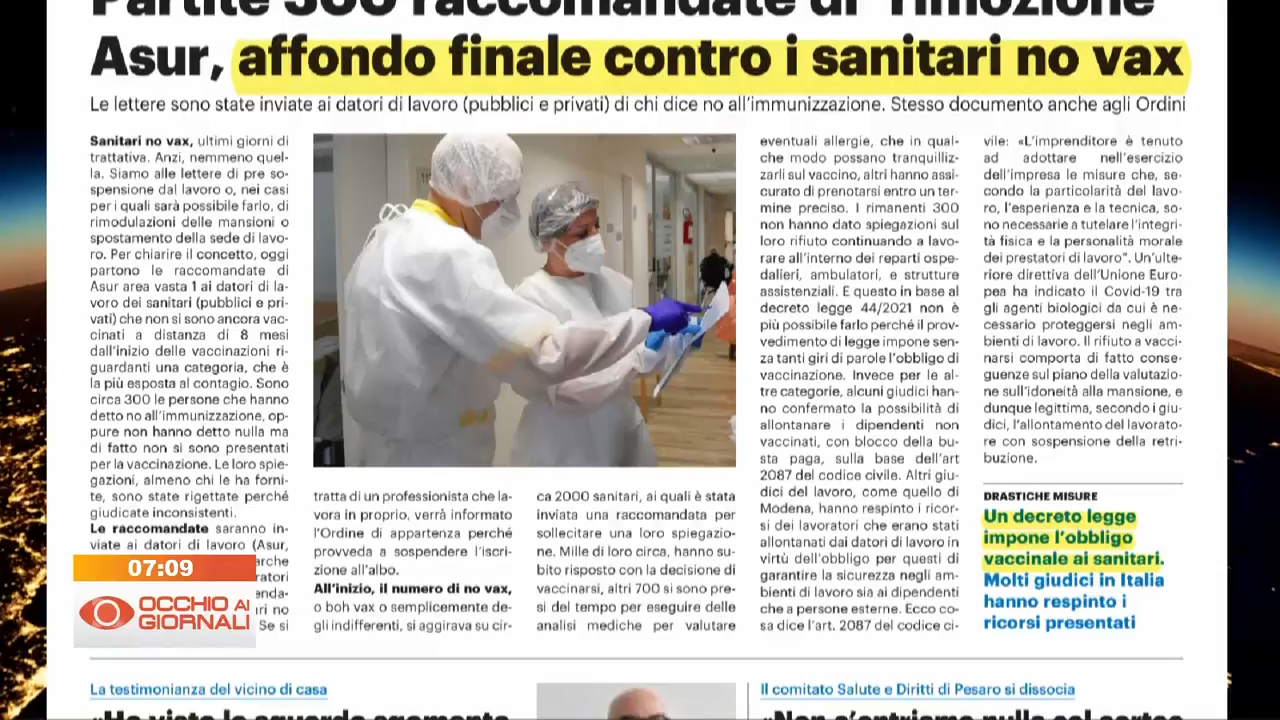 Partite 300 raccomandate di 'rimozione'
Asur, affondo finale contro i sanitari no vax
Le lettere sono state inviate ai datori di lavoro (pubblici e privati) di chi dice no all'immunizzazione. Stesso documento anche agli Ordini
Sanitari no vax, ultimi giorni di
trattativa. Anzi, nemmeno quel-
la. Siamo alle lettere di pre so-
spensione dal lavoro o, nei casi
per i quali sarà possibile farlo, di
rimodulazioni delle mansioni o
spostamento della sede di lavo-
ro. Per chiarire il concetto, oggi
partono le raccomandate di
Asur area vasta 1 ai datori di la-
voro dei sanitari (pubblici e pri-
vati) che non si sono ancora vac-
cinati a distanza di 8 mesi
dall'inizio delle vaccinazioni ri-
guardanti una categoria, che è
la più esposta al contagio. Sono
circa 300 le persone che hanno
detto no all'immunizzazione, op-
pure non hanno detto nulla ma
di fatto non si sono presentati
per la vaccinazione. Le loro spie-
gazioni, almeno chi le ha forni-
te, sono state rigettate perché
giudicate inconsistenti.
Le raccomandate saranno in-
viate ai datori di lavoro (Asur,
arche
ratori
enda-
ri no
Se si
07:09
OCCHIO AI
GIORNALI
tratta di un professionista che la-
vora in proprio, verrà informato
l'Ordine di appartenza perché
provveda a sospendere l'iscri-
zione all'albo.
All'inizio, il numero di no vax,
o boh vax o semplicemente de-
gli indifferenti, si aggirava su cir-
ca 2000 sanitari, ai quali è stata
inviata una raccomandata per
sollecitare una loro spiegazio-
ne. Mille di loro circa, hanno su-
bito risposto con la decisione di
vaccinarsi, altri 700 si sono pre-
si del tempo per eseguire delle
analisi mediche per valutare
eventuali allergie, che in qual-
che modo possano tranquilliz-
zarli sul vaccino, altri hanno assi-
curato di prenotarsi entro un ter-
mine preciso. I rimanenti 300
non hanno dato spiegazioni sul
loro rifiuto continuando a lavo-
rare all'interno dei reparti ospe-
dalieri, ambulatori, e strutture
assistenziali. E questo in base al
decreto legge 44/2021 non è
più possibile farlo perché il prov-
vedimento di legge impone sen-
za tanti giri di parole l'obbligo di
vaccinazione. Invece per le al-
tre categorie, alcuni giudici han-
no confermato la possibilità di
allontanare i dipendenti non
vaccinati, con blocco della bu-
sta paga, sulla base dell'art
2087 del codice civile. Altri giu-
dici del lavoro, come quello di
Modena, hanno respinto i ricor-
si dei lavoratori che erano stati
allontanati dai datori di lavoro in
virtù dell'obbligo per questi di
garantire la sicurezza negli am-
bienti di lavoro sia ai dipendenti
che a persone esterne. Ecco co-
sa dice l'art. 2087 del codice ci-
vile: «L'imprenditore è tenuto
ad adottare nell'esercizio
dell'impresa le misure che, se-
condo la particolarità del lavo-
ro, l'esperienza e la tecnica, so-
no necessarie a tutelare l'integri-
tà fisica e la personalità morale
dei prestatori di lavoro". Un'ulte-
riore direttiva dell'Unione Euro-
pea ha indicato il Covid-19 tra
gli agenti biologici da cui è ne-
cessario proteggersi negli am-
bienti di lavoro. Il rifiuto a vacci-
narsi comporta di fatto conse-
guenze sul piano della valutazio-
ne sull'idoneità alla mansione, e
dunque legittima, secondo i giu-
dici, l'allontamento del lavorato-
re con sospensione della retri-
buzione.
DRASTICHE MISURE
Un decreto legge
impone l'obbligo
vaccinale ai sanitari.
Molti giudici in Italia
hanno respinto i
ricorsi presentati
La testimonianza del vicino di casa
«Ho visto lo sguardo sgomento
Il comitato Salute e Diritti di Pesaro si dissocia
«Non c'entriamo nulla col corteo